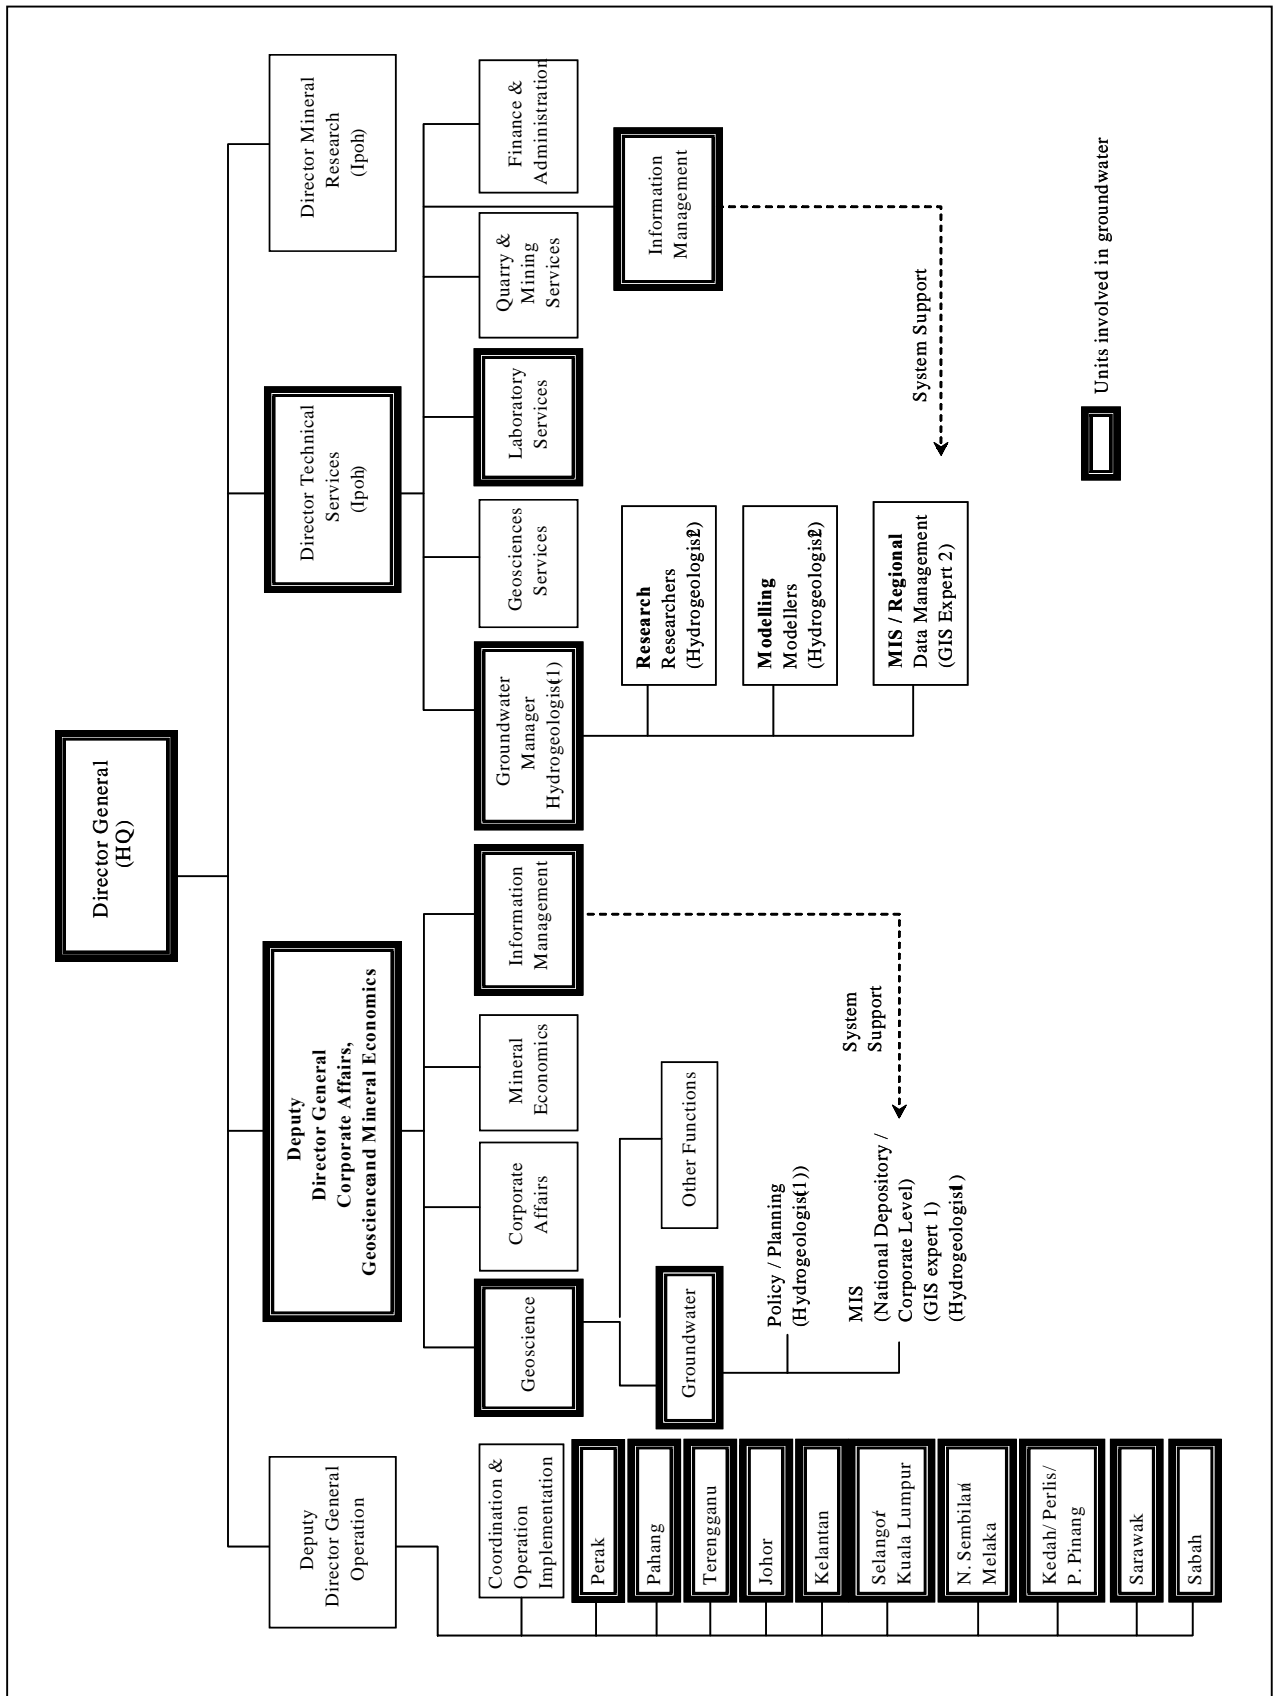 Director General
(HQ)
Deputy
Director General
Operation
Deputy
Director General
Corporate Affairs,
Geoscienceand Mineral Economics
Director Technical
Services
(Ipoh)
Director Mineral
Research
(Ipoh)
Coordination &
Operation
Implementation
Perak
Pahang
Terengganu
Johor
Kelantan
Selangor/
Kuala Lumpur
N. Sembilan/
Melaka
Kedah/ Perlis/
P. Pinang
Sarawak
Sabah
Geoscience
Corporate
Affairs
Mineral
Economics
Information
Management
Groundwater
Other Functions
Policy / Planning
(Hydrogeologist(1))
MIS
(National Depository /
Corporate Level)
(GIS expert 1)
(Hydrogeologist1)
System
Support
Groundwater
Manager
Hydrogeologist(1)
Geosciences
Services
Laboratory
Services
Quarry &
Mining
Services
Finance &
Administration
Information
Management
Research
Researchers
(Hydrogeologist2)
Modelling
Modellers
(Hydrogeologist2)
MIS / Regional
Data Management
(GIS Expert 2)
System Support
Units involved in groundwater